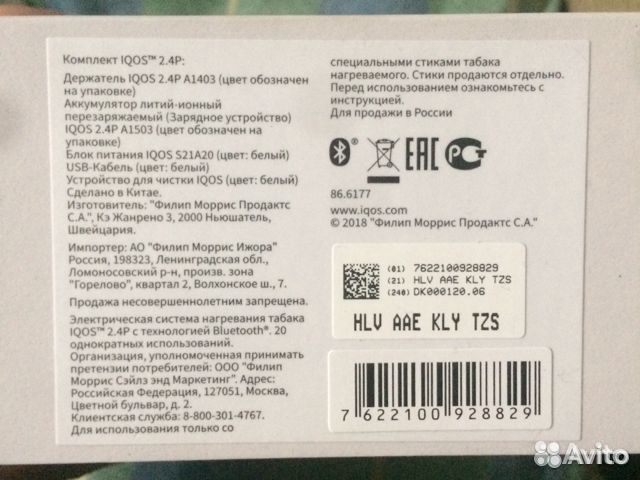 Комплект IQOS™ 2.4P:
Держатель IQOS 2.4P A1403 (цвет обозначен
на упаковке)
Аккумулятор литий-ионный
перезаряжаемый (Зарядное устройство)
IQOS 2.4P A1503 (цвет обозначен на
упаковке)
Блок питания IQOS S21A20 (цвет: белый)
USB-Кабель (цвет: белый)
Устройство для чистки IQOS (цвет: белый)
Сделано в Китае.
Изготовитель: "Филип Моррис Продактс
С.А.", Кэ Жанрено 3, 2000 Ньюшатель,
Швейцария.
Импортер: АО "Филип Моррис Ижора"
Россия, 198323, Ленинградская обл.,
Ломоносовский р-н, произв. зона
"Горелово", квартал 2, Волхонское ш., 7.
Продажа несовершеннолетним запрещена.
Электрическая система нагревания табака
IQOS™ 2.4P с технологией Bluetooth®. 20
однократных использований.
Организация, уполномоченная принимать
претензии потребителей: ООО "Филип
Моррис Сэйлз энд Маркетинг". Адрес:
Российская Федерация, 127051, Москва,
Цветной бульвар, д. 2.
Клиентская служба: 8-800-301-4767.
Для использования только со
специальными стиками табака
нагреваемого. Стики продаются отдельно.
Перед использованием ознакомьтесь с
инструкцией.
Для продажи в России
EAC PCT
86.6177
www.iqos.com
© 2018 "Филип Моррис Продактс С.А."
(01) 7622100928829
(21) HLV AAE KLY TZS
(240) DK000120.06
HLV AAE KLY TZS
7 622100 928829
Avito